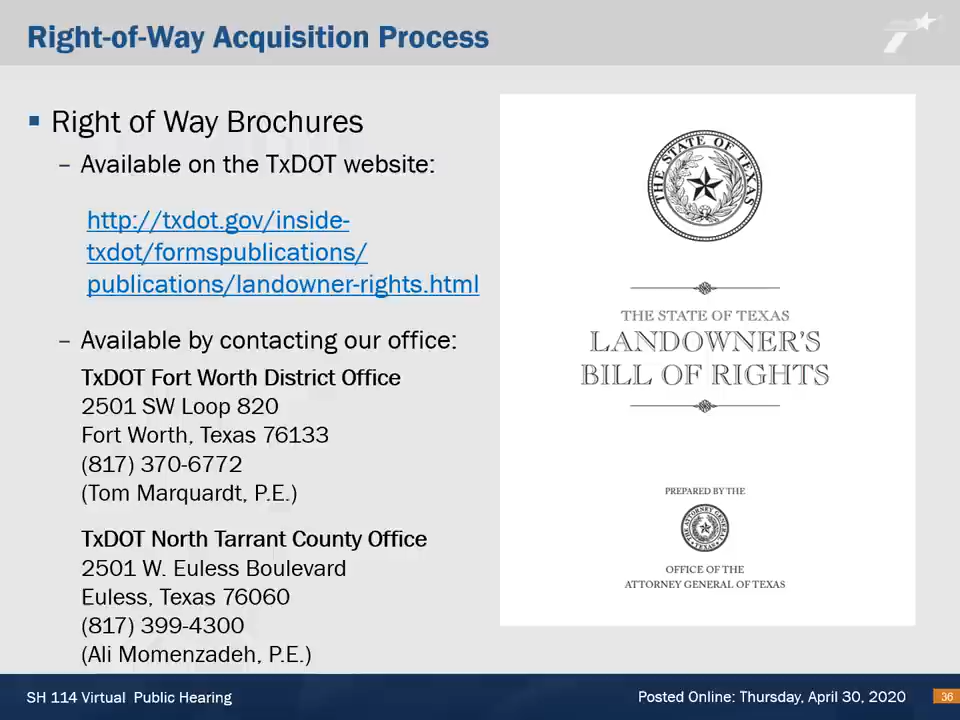 Right-of-Way Acquisition Process
Right of Way Brochures
– Available on the TxDOT website:
http://txdot.gov/inside-
txdot/formspublications/
publications/landowner-rights.html
– Available by contacting our office:
TxDOT Fort Worth District Office
2501 SW Loop 820
Fort Worth, Texas 76133
(817) 370-6772
(Tom Marquardt, P.E.)
TxDOT North Tarrant County Office
2501 W. Euless Boulevard
Euless, Texas 76060
(817) 399-4300
(Ali Momenzadeh, P.E.)
THE STATE OF TEXAS
THE STATE OF TEXAS
LANDOWNER'S
BILL OF RIGHTS
PREPARED BY THE
THE ATTORNEY GENERAL
TEXAS
OFFICE OF THE
ATTORNEY GENERAL OF TEXAS
SH 114 Virtual Public Hearing
Posted Online: Thursday, April 30, 2020
36